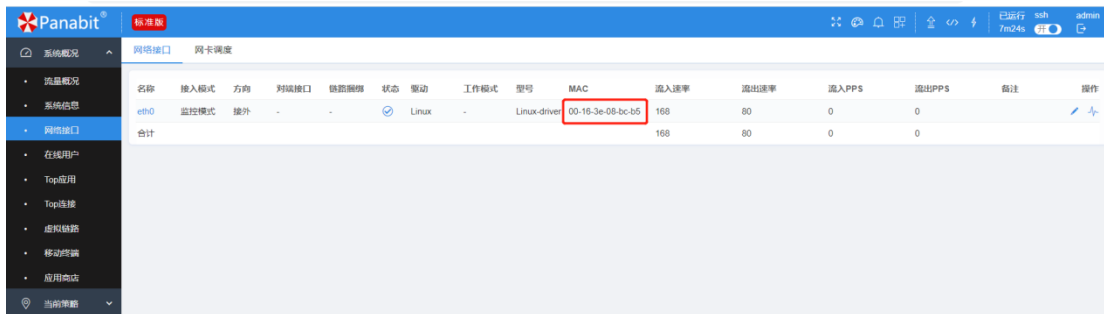 Panabit® 标准版 已运行 ssh admin
7m24s 开
系统概况 网络接口 网卡调度
流量概况
系统信息
网络接口
在线用户
Top应用
Top连接
虚拟链路
移动终端
应用商店
当前策略
名称 接入模式 方向 对端接口 链路捆绑 状态 驱动 工作模式 型号 MAC 流入速率 流出速率 流入PPS 流出PPS 备注 操作
eth0 监控模式 接外 - - Linux - Linux-driver 00-16-3e-08-bc-b5 168 80 0 0
合计 168 80 0 0